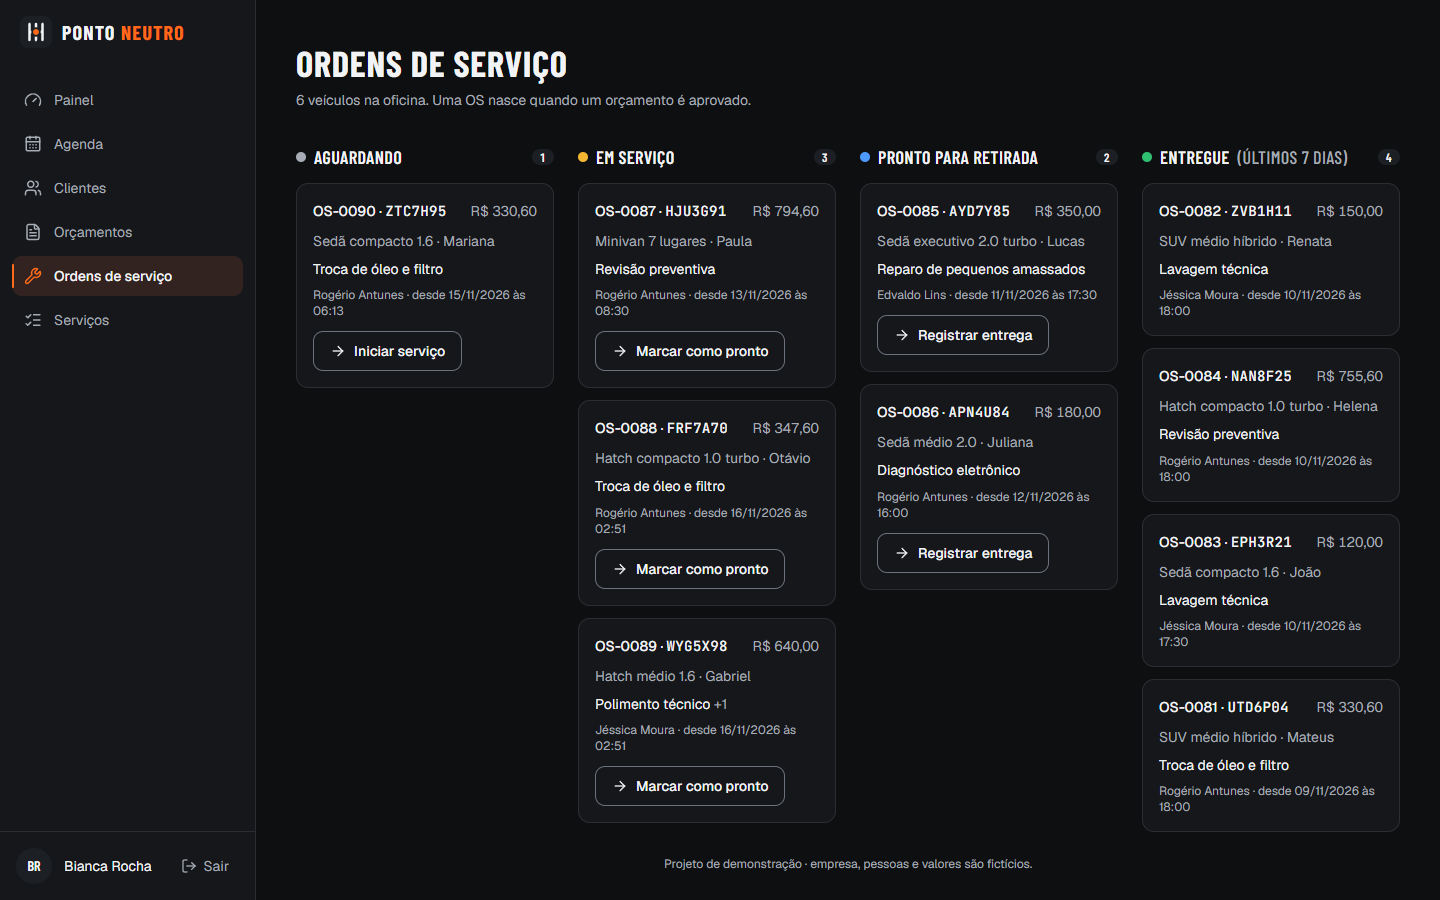 PONTO NEUTRO
Painel
Agenda
Clientes
Orçamentos
Ordens de serviço
Serviços
BR
Bianca Rocha
Sair
ORDENS DE SERVIÇO
6 veículos na oficina. Uma OS nasce quando um orçamento é aprovado.
AGUARDANDO 1
OS-0090 · ZTC7H95 R$ 330,60
Sedã compacto 1.6 · Mariana
Troca de óleo e filtro
Rogério Antunes · desde 15/11/2026 às
06:13
Iniciar serviço
EM SERVIÇO 3
OS-0087 · HJU3G91 R$ 794,60
Minivan 7 lugares · Paula
Revisão preventiva
Rogério Antunes · desde 13/11/2026 às
08:30
Marcar como pronto
OS-0088 · FRF7A70 R$ 347,60
Hatch compacto 1.0 turbo · Otávio
Troca de óleo e filtro
Rogério Antunes · desde 16/11/2026 às
02:51
Marcar como pronto
OS-0089 · WYG5X98 R$ 640,00
Hatch médio 1.6 · Gabriel
Polimento técnico +1
Jéssica Moura · desde 16/11/2026 às
02:51
Marcar como pronto
PRONTO PARA RETIRADA 2
OS-0085 · AYD7Y85 R$ 350,00
Sedã executivo 2.0 turbo · Lucas
Reparo de pequenos amassados
Edvaldo Lins · desde 11/11/2026 às 17:30
Registrar entrega
OS-0086 · APN4U84 R$ 180,00
Sedã médio 2.0 · Juliana
Diagnóstico eletrônico
Rogério Antunes · desde 12/11/2026 às
16:00
Registrar entrega
ENTREGUE (ÚLTIMOS 7 DIAS) 4
OS-0082 · ZVB1H11 R$ 150,00
SUV médio híbrido · Renata
Lavagem técnica
Jéssica Moura · desde 10/11/2026 às
18:00
OS-0084 · NAN8F25 R$ 755,60
Hatch compacto 1.0 turbo · Helena
Revisão preventiva
Rogério Antunes · desde 10/11/2026 às
18:00
OS-0083 · EPH3R21 R$ 120,00
Sedã compacto 1.6 · João
Lavagem técnica
Jéssica Moura · desde 10/11/2026 às
17:30
OS-0081 · UTD6P04 R$ 330,60
SUV médio híbrido · Mateus
Troca de óleo e filtro
Rogério Antunes · desde 09/11/2026 às
18:00
Projeto de demonstração · empresa, pessoas e valores são fictícios.